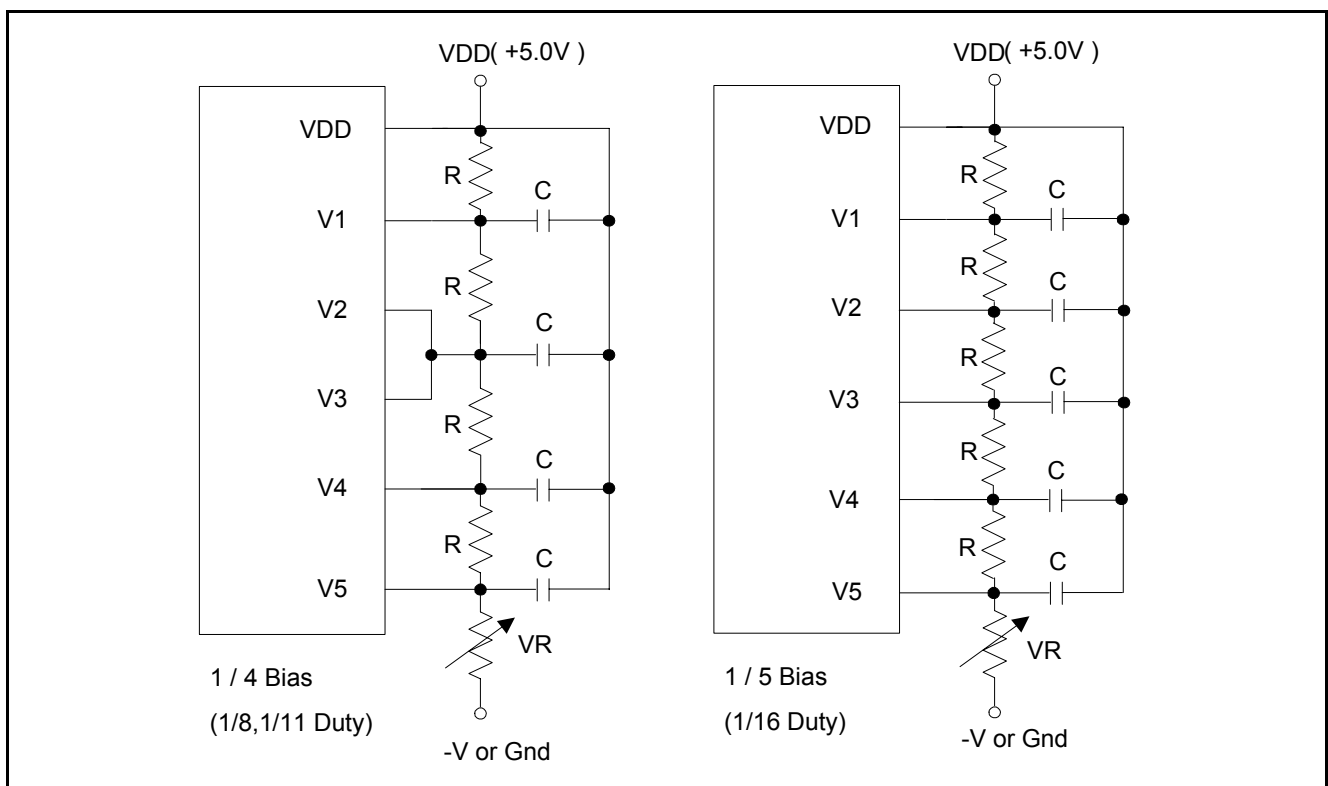 VDD( +5.0V )
VDD
R
C
V1
R
V2
C
V3
R
C
V4
R
C
V5
VR
1 / 4 Bias
(1/8,1/11 Duty)
-V or Gnd
VDD( +5.0V )
VDD
R
C
V1
R
C
V2
R
C
V3
R
C
V4
R
C
V5
VR
1 / 5 Bias
(1/16 Duty)
-V or Gnd